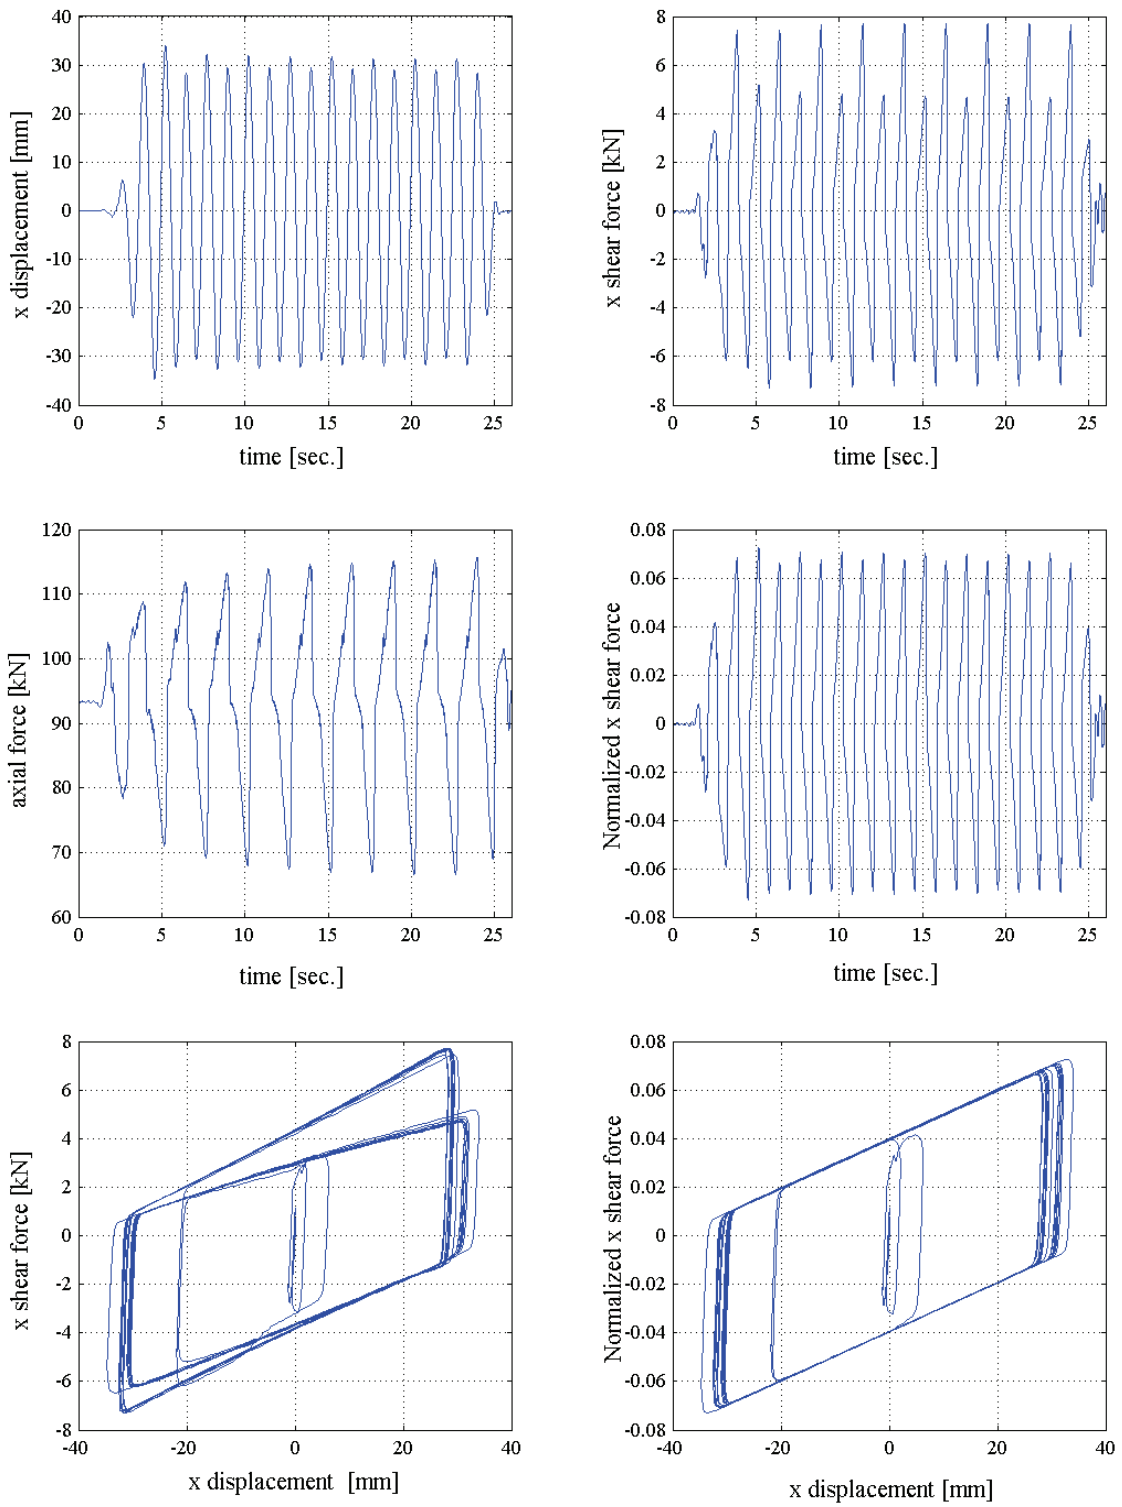 40
30
20
10
0
-10
-20
-30
-40
0 5 10 15 20 25
x displacement [mm]
time [sec.]
8
6
4
2
0
-2
-4
-6
-8
0 5 10 15 20 25
x shear force [kN]
time [sec.]
120
110
100
90
80
70
60
0 5 10 15 20 25
axial force [kN]
time [sec.]
0.08
0.06
0.04
0.02
0
-0.02
-0.04
-0.06
-0.08
0 5 10 15 20 25
Normalized x shear force
time [sec.]
8
6
4
2
0
-2
-4
-6
-8
-40 -20 0 20 40
x shear force [kN]
x displacement [mm]
0.08
0.06
0.04
0.02
0
-0.02
-0.04
-0.06
-0.08
-40 -20 0 20 40
Normalized x shear force
x displacement [mm]